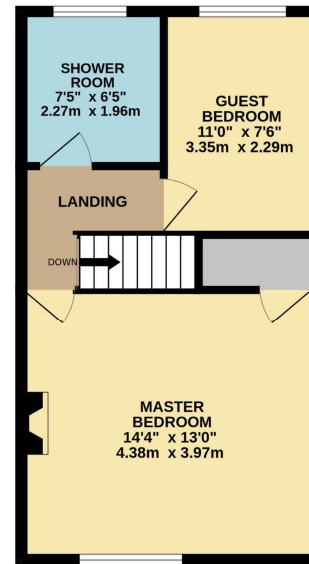 SHOWER
ROOM
7'5" x 6'5"
2.27m x 1.96m
GUEST
BEDROOM
11'0" x 7'6"
3.35m x 2.29m
LANDING
DOWN
MASTER
BEDROOM
14'4" x 13'0"
4.38m x 3.97m